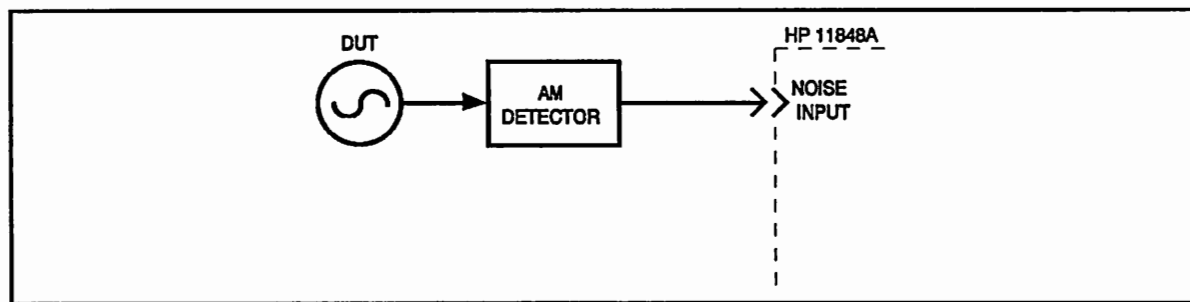 HP 11848A
DUT
AM
DETECTOR
NOISE
INPUT